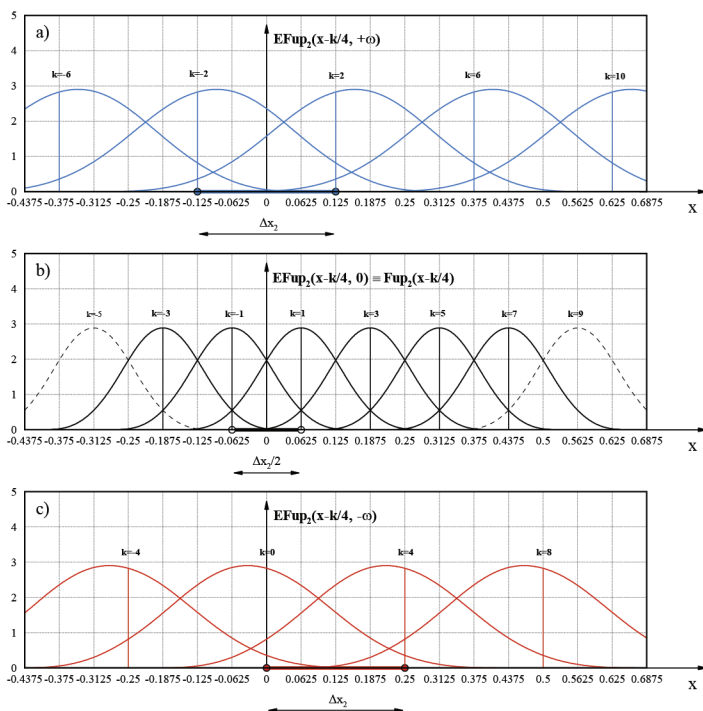 5
a)
EFup₂(x-k/4, +ω)
4
k=-6 k=-2 k=2 k=6 k=10
3
2
1
0
-0.4375 -0.375 -0.3125 -0.25 -0.1875 -0.125 -0.0625 0 0.0625 0.125 0.1875 0.25 0.3125 0.375 0.4375 0.5 0.5625 0.625 0.6875 x
Δx₂
5
b)
EFup₂(x-k/4, 0) ≡ Fup₂(x-k/4)
4
k=-5 k=-3 k=-1 k=1 k=3 k=5 k=7 k=9
3
2
1
0
-0.4375 -0.375 -0.3125 -0.25 -0.1875 -0.125 -0.0625 0 0.0625 0.125 0.1875 0.25 0.3125 0.375 0.4375 0.5 0.5625 0.625 0.6875 x
Δx₂/2
5
c)
EFup₂(x-k/4, -ω)
4
3
k=-4 k=0 k=4 k=8
2
1
0
-0.4375 -0.375 -0.3125 -0.25 -0.1875 -0.125 -0.0625 0 0.0625 0.125 0.1875 0.25 0.3125 0.375 0.4375 0.5 0.5625 0.625 0.6875 x
Δx₂